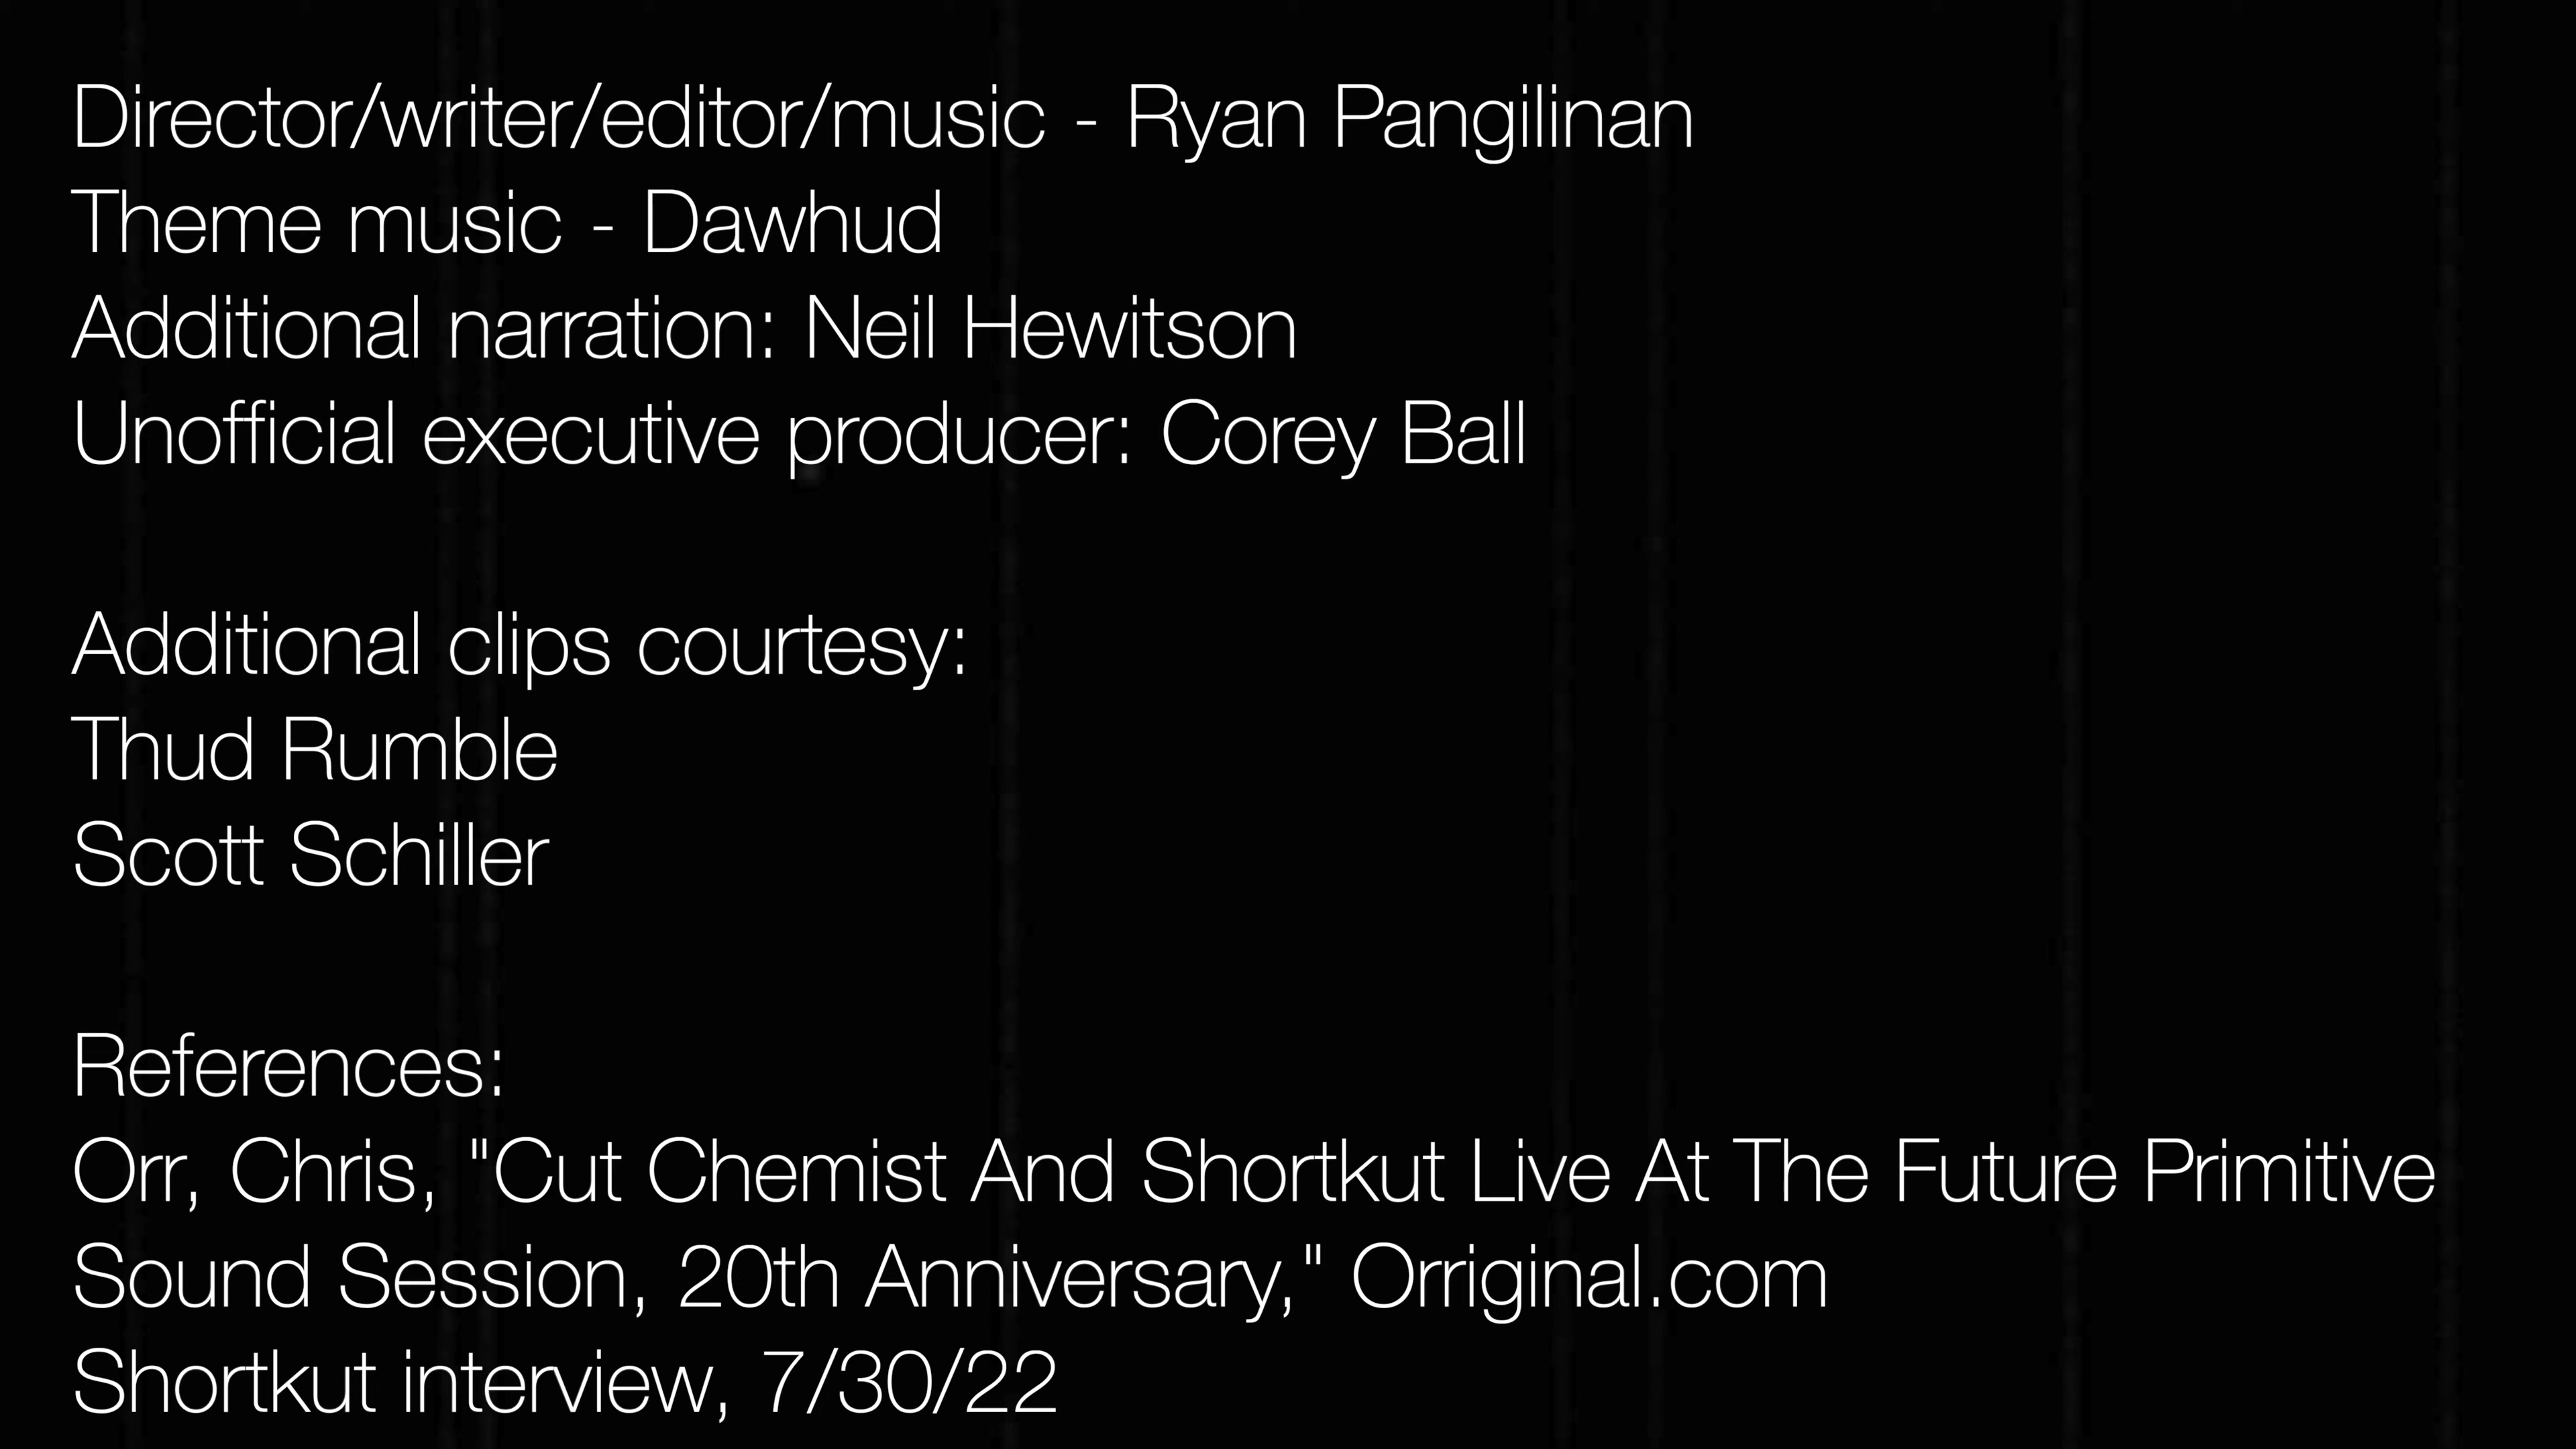 Director/writer/editor/music - Ryan Pangilinan
Theme music - Dawhud
Additional narration: Neil Hewitson
Unofficial executive producer: Corey Ball
Additional clips courtesy:
Thud Rumble
Scott Schiller
References:
Orr, Chris, "Cut Chemist And Shortkut Live At The Future Primitive
Sound Session, 20th Anniversary," Orriginal.com
Shortkut interview, 7/30/22